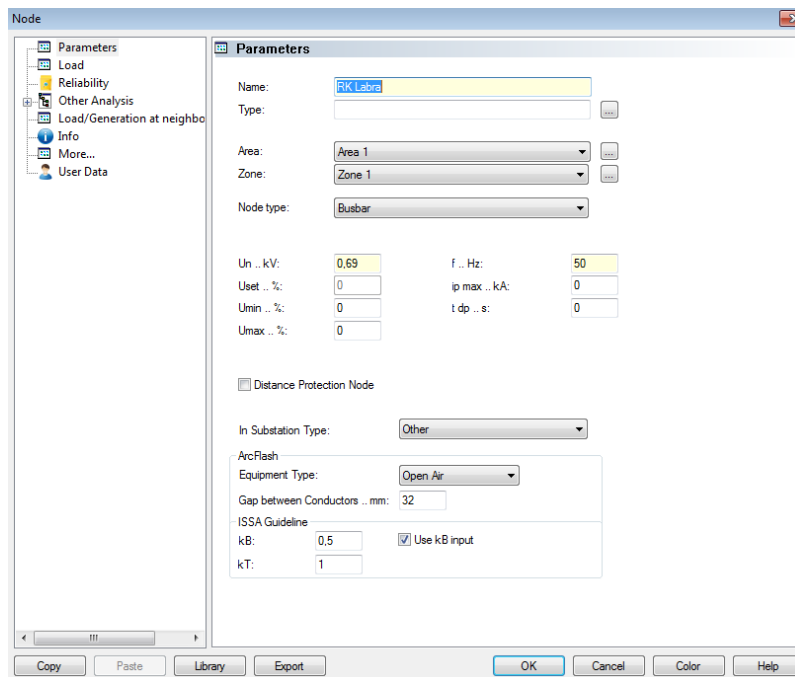 Node
Parameters
Load
Reliability
Other Analysis
Load/Generation at neighbo
Info
More...
User Data
Parameters
Name: RK Labra
Type: ...
Area: Area 1 ...
Zone: Zone 1 ...
Node type: Busbar
Un .. kV: 0,69 f .. Hz: 50
Uset .. %: 0 ip max .. kA: 0
Umin .. %: 0 t dp .. s: 0
Umax .. %: 0
Distance Protection Node
In Substation Type: Other
ArcFlash
Equipment Type: Open Air
Gap between Conductors .. mm: 32
ISSA Guideline
kB: 0,5 Use kB input
kT: 1
Copy Paste Library Export OK Cancel Color Help